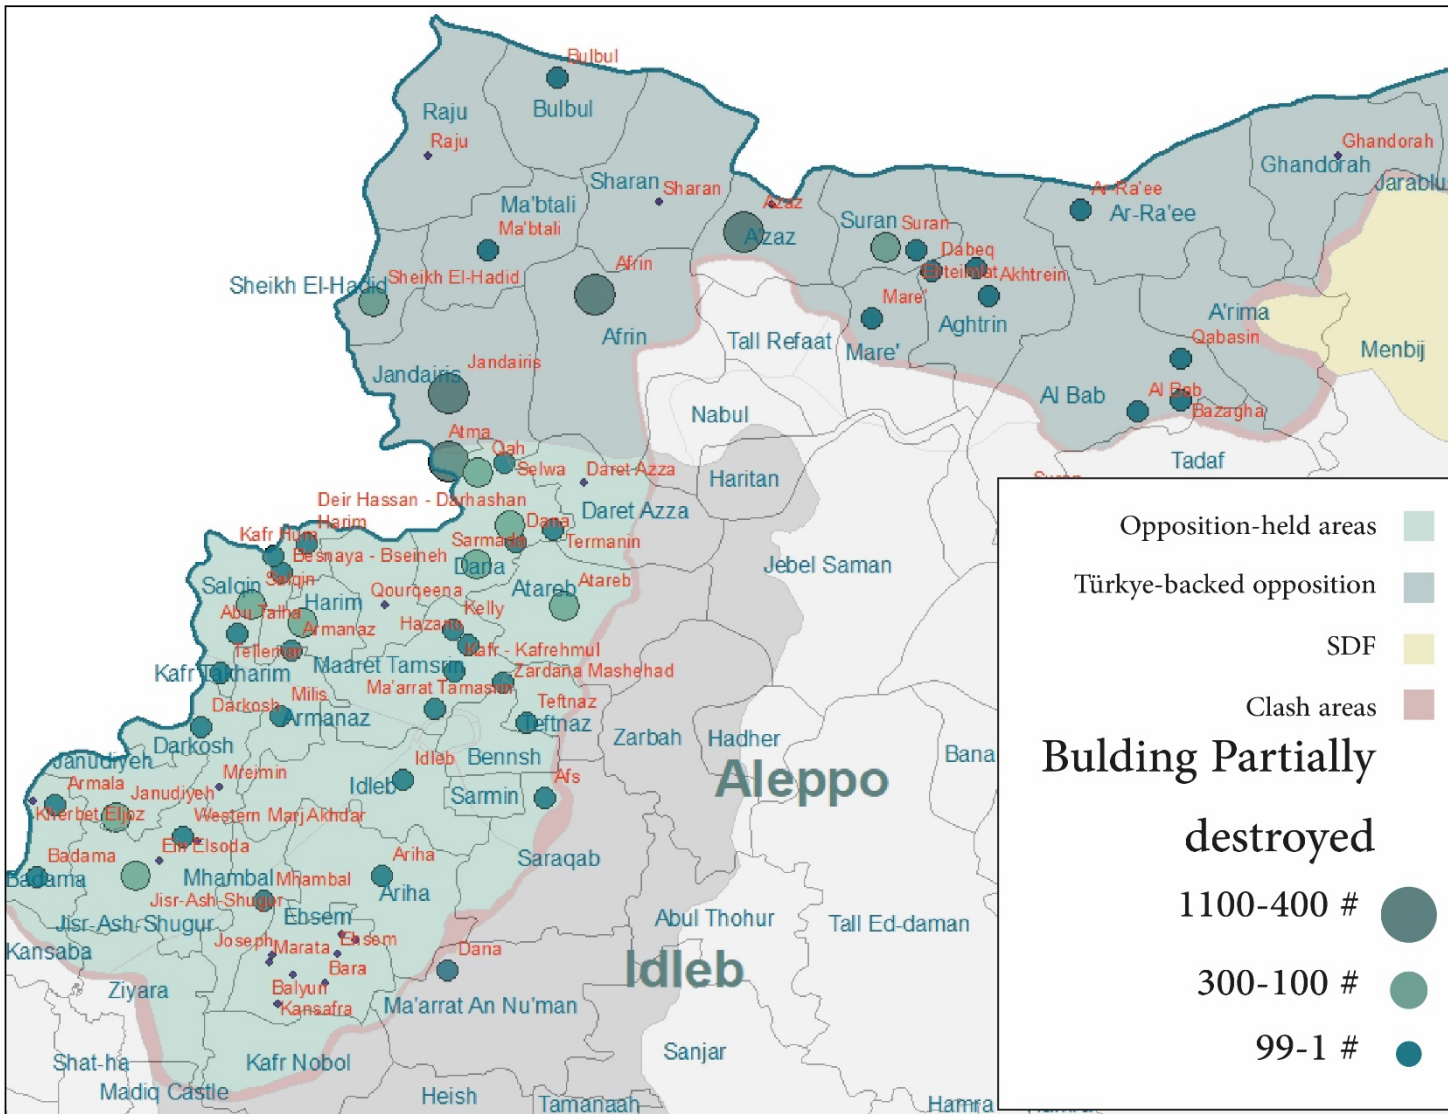 Bulbul
Bulbul
Raju
Raju
Sharan
Sharan
Ma'btali
Ma'btali
Azaz
A'zaz
Suran
Suran
Dabeq
Akhtrein
Mare'
Mare'
Aghtrin
Ar-Ra'ee
Ar-Ra'ee
Ghandorah
Ghandorah
A'rima
Qabasin
Menbij
Al Bab
Al Bab
Bazagha
Tadaf
Sheikh El-Hadid
Sheikh El-Hadid
Afrin
Afrin
Tall Refaat
Nabul
Jandairis
Jandairis
Atma
Qah
Selwa
Daret Azza
Daret Azza
Haritan
Deir Hassan - Darhashan
Harim
Kafr Hum
Besnaya - Bseineh
Dana
Sarmada
Termanin
Dana
Jebel Saman
Salqin
Salqin
Harim
Qourqeena
Atareb
Atareb
Abu Talha
Armanaz
Hazano
Kelly
Kafr - Kafrehmul
Kafr Takharim
Maaret Tamsrin
Zardana Mashehad
Ma'arrat Tamasrin
Darkosh
Milis
Armanaz
Teftnaz
Teftnaz
Darkosh
Zarbah
Hadher
Bana
Janudiyeh
Mreimin
Idleb
Idleb
Bennsh
Aleppo
Armala
Janudiyeh
Afs
Sarmin
Kherbet Eljoz
Western Marj Akhdar
Badama
Badama
Ein Elsoda
Ariha
Ariha
Saraqab
Mhambal
Mhambal
Jisr-Ash-Shugur
Jisr-Ash-Shugur
Ehsem
Ehsem
Abul Thohur
Tall Ed-daman
Kansaba
Joseph
Marata
Bara
Dana
Idleb
Ziyara
Balyun
Kansafra
Ma'arrat An Nu'man
Shat-ha
Kafr Nobol
Sanjar
Madiq Castle
Heish
Tamanaah
Opposition-held areas
Türkye-backed opposition
SDF
Clash areas
Bulding Partially
destroyed
1100-400 #
300-100 #
99-1 #